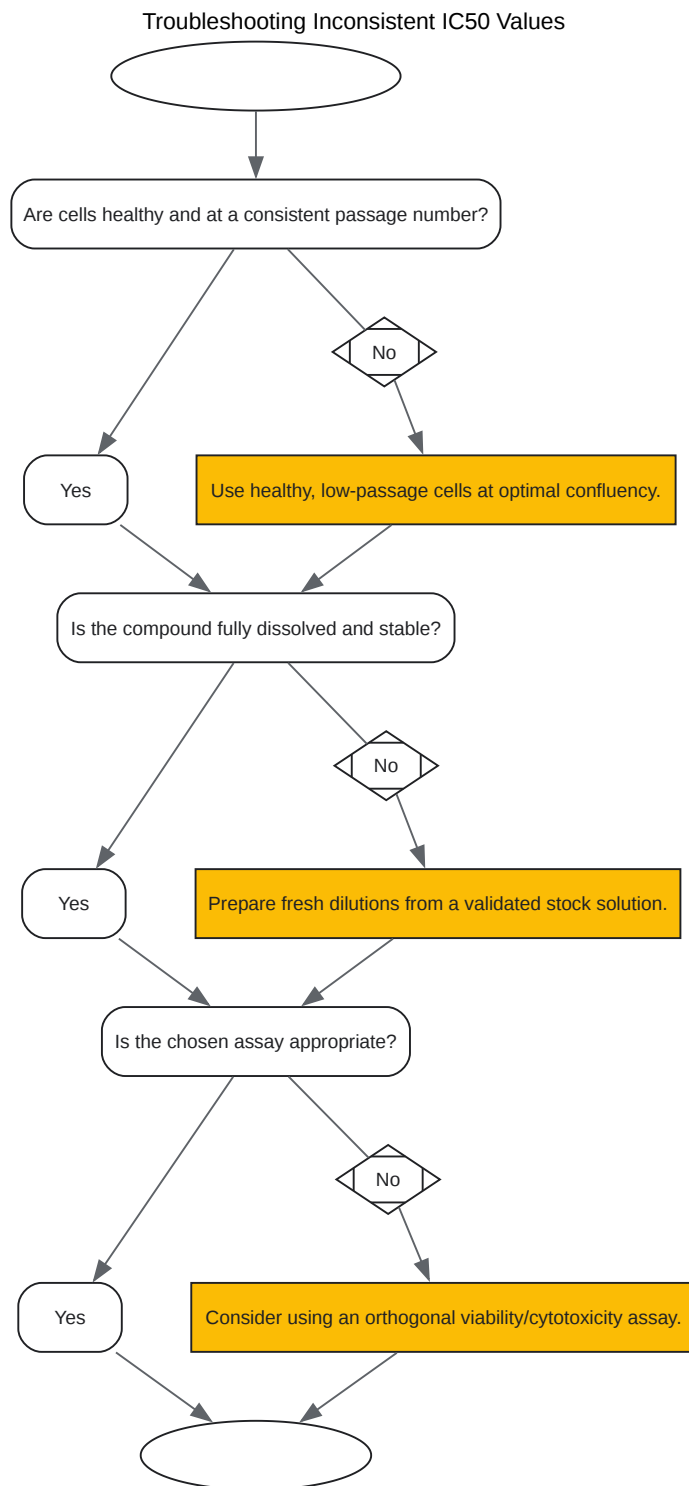 Troubleshooting Inconsistent IC50 Values
Are cells healthy and at a consistent passage number?
No
Yes
Use healthy, low-passage cells at optimal confluency.
Is the compound fully dissolved and stable?
No
Yes
Prepare fresh dilutions from a validated stock solution.
Is the chosen assay appropriate?
No
Yes
Consider using an orthogonal viability/cytotoxicity assay.